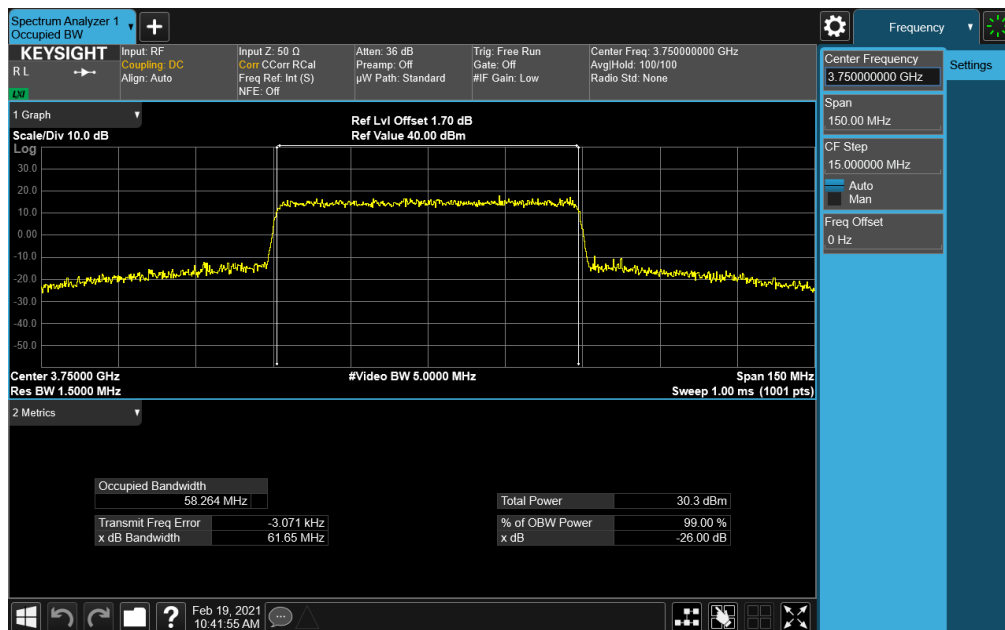 Spectrum Analyzer 1
Occupied BW
Frequency
KEYSIGHT
R L
LXI
Input: RF
Coupling: DC
Align: Auto
Input Z: 50 Ω
Corr CCorr RCal
Freq Ref: Int (S)
NFE: Off
Atten: 36 dB
Preamp: Off
µW Path: Standard
Trig: Free Run
Gate: Off
#IF Gain: Low
Center Freq: 3.750000000 GHz
Avg|Hold: 100/100
Radio Std: None
Center Frequency
3.750000000 GHz
Settings
Span
150.00 MHz
CF Step
15.000000 MHz
Auto
Man
Freq Offset
0 Hz
1 Graph
Scale/Div 10.0 dB
Ref Lvl Offset 1.70 dB
Ref Value 40.00 dBm
Log
30.0
20.0
10.0
0.00
-10.0
-20.0
-30.0
-40.0
-50.0
Center 3.75000 GHz
#Video BW 5.0000 MHz
Span 150 MHz
Res BW 1.5000 MHz
Sweep 1.00 ms (1001 pts)
2 Metrics
Occupied Bandwidth
58.264 MHz
Total Power 30.3 dBm
Transmit Freq Error -3.071 kHz
% of OBW Power 99.00 %
x dB Bandwidth 61.65 MHz
x dB -26.00 dB
Feb 19, 2021
10:41:55 AM